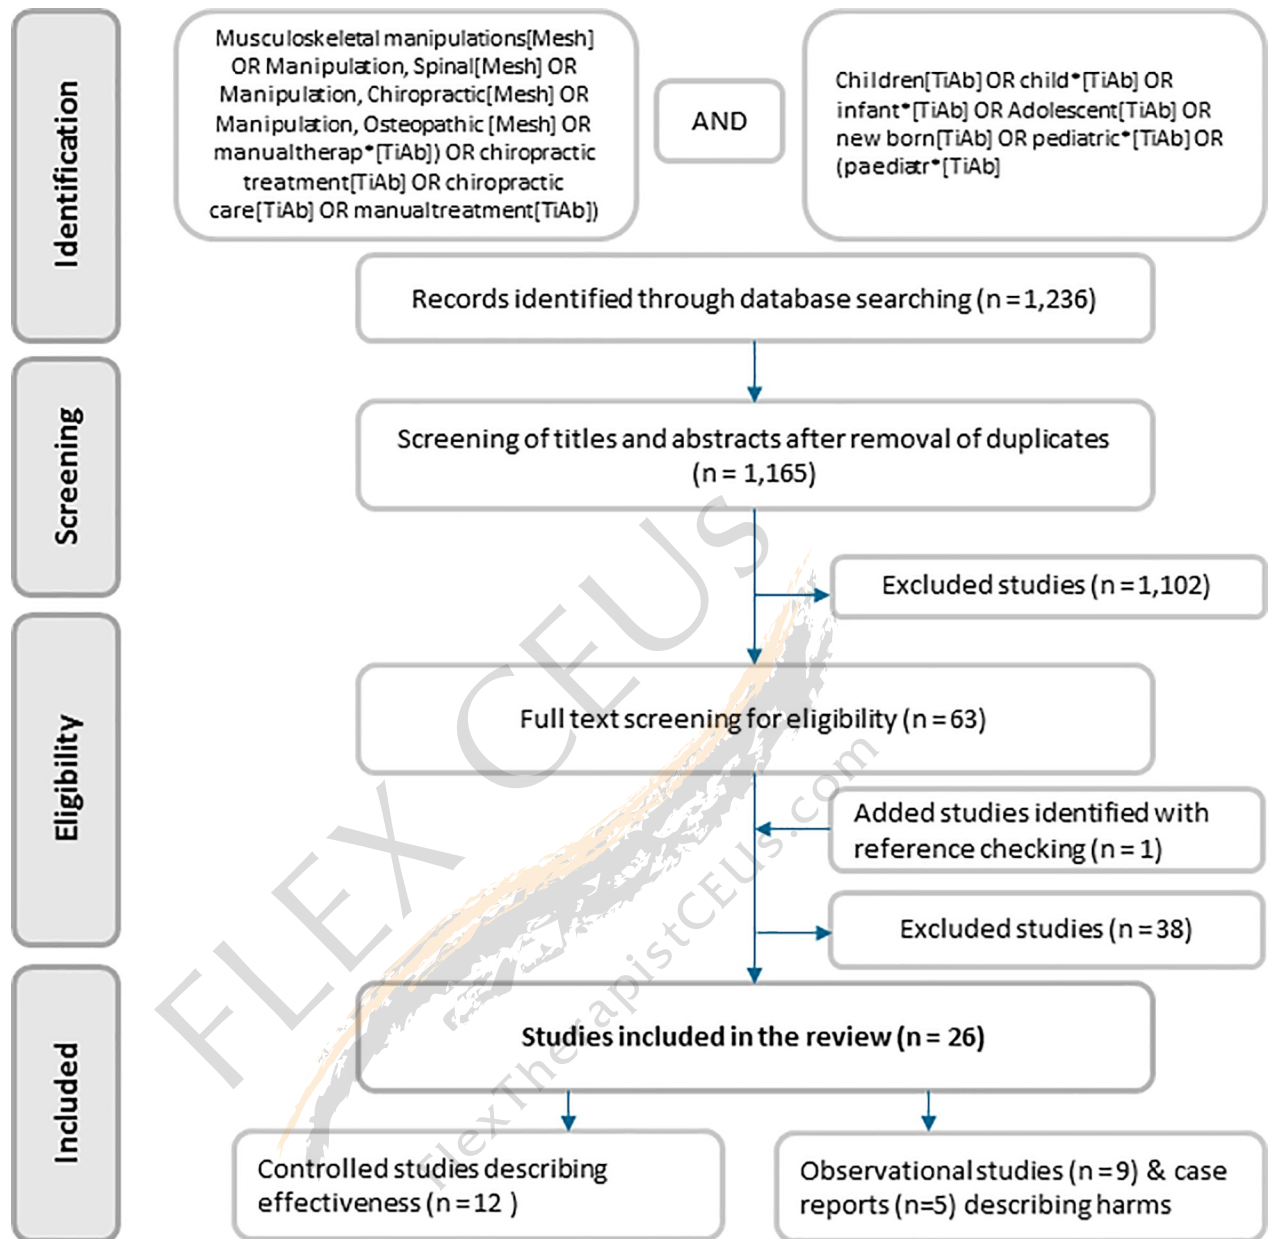 Identification
Musculoskeletal manipulations[Mesh]
OR Manipulation, Spinal[Mesh] OR
Manipulation, Chiropractic[Mesh] OR
Manipulation, Osteopathic [Mesh] OR
manualtherap*[TiAb]) OR chiropractic
treatment[TiAb] OR chiropractic
care[TiAb] OR manualtreatment[TiAb])
AND
Children[TiAb] OR child*[TiAb] OR
infant*[TiAb] OR Adolescent[TiAb] OR
new born[TiAb] OR pediatric*[TiAb] OR
(paediatr*[TiAb]
Records identified through database searching (n = 1,236)
Screening
Screening of titles and abstracts after removal of duplicates
(n = 1,165)
Excluded studies (n = 1,102)
Eligibility
Full text screening for eligibility (n = 63)
Added studies identified with
reference checking (n = 1)
Excluded studies (n = 38)
Included
Studies included in the review (n = 26)
Controlled studies describing
effectiveness (n = 12 )
Observational studies (n = 9) & case
reports (n=5) describing harms
FLEX CEUs
FlexTherapistCEUs.com